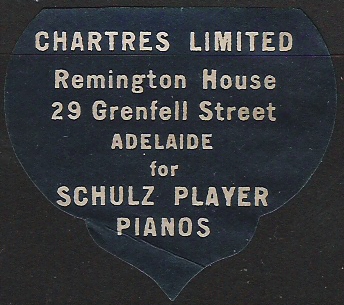 CHARTRES LIMITED
Remington House
29 Grenfell Street
ADELAIDE
for
SCHULZ PLAYER
PIANOS